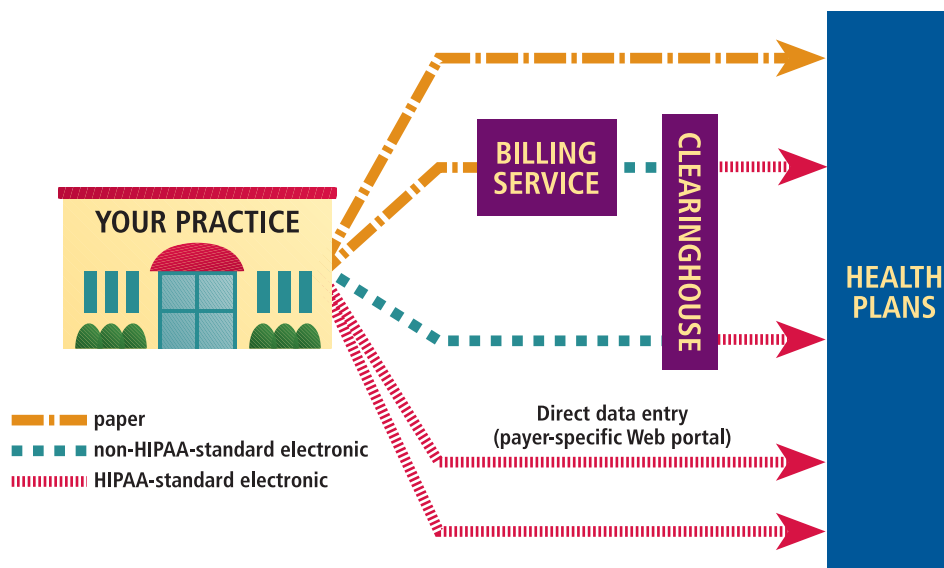 BILLING
SERVICE
CLEARINGHOUSE
YOUR PRACTICE
HEALTH
PLANS
Direct data entry
(payer-specific Web portal)
paper
non-HIPAA-standard electronic
HIPAA-standard electronic